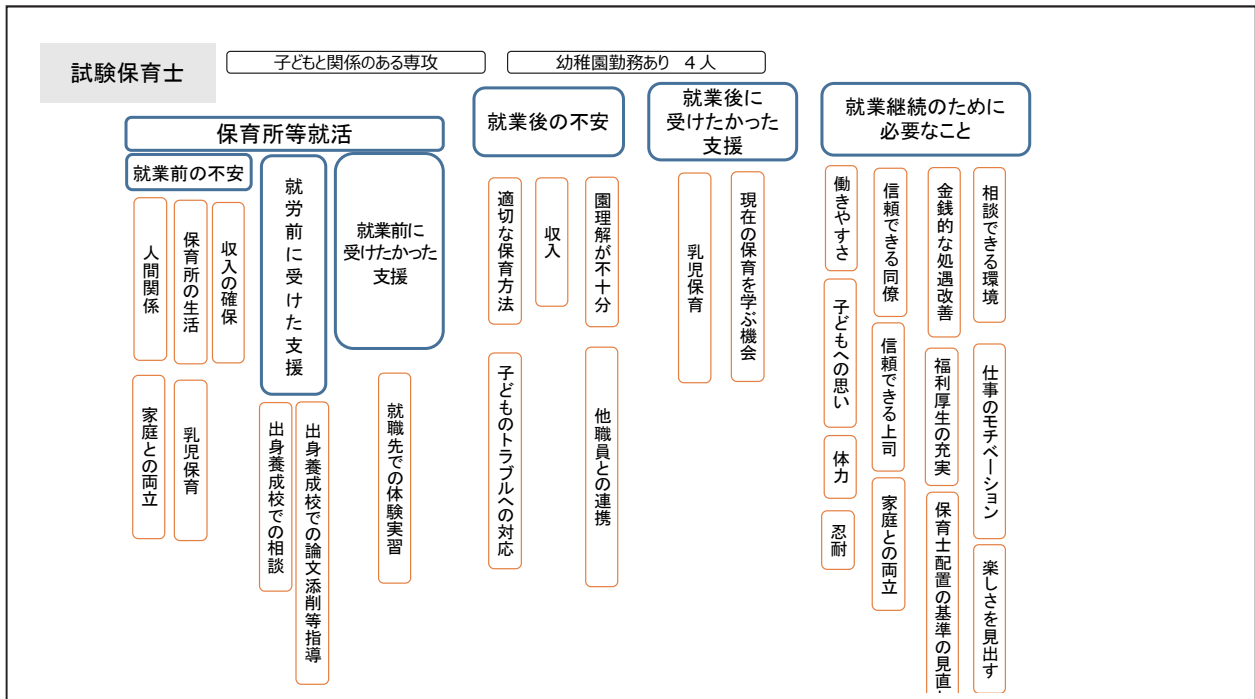 試験保育士
子どもと関係のある専攻
幼稚園勤務あり 4人
保育所等就活
就業前の不安
人間関係
保育所の生活
収入の確保
家庭との両立
乳児保育
就労前に受けた支援
出身養成校での相談
出身養成校での論文添削等指導
就業前に
受けたかった
支援
就職先での体験実習
就業後の不安
適切な保育方法
収入
園理解が不十分
子どものトラブルへの対応
他職員との連携
就業後に
受けたかった
支援
乳児保育
現在の保育を学ぶ機会
就業継続のために
必要なこと
働きやすさ
子どもへの思い
体力
忍耐
信頼できる同僚
信頼できる上司
家庭との両立
金銭的な処遇改善
福利厚生の充実
保育士配置の基準の見直
相談できる環境
仕事のモチベーション
楽しさを見出す